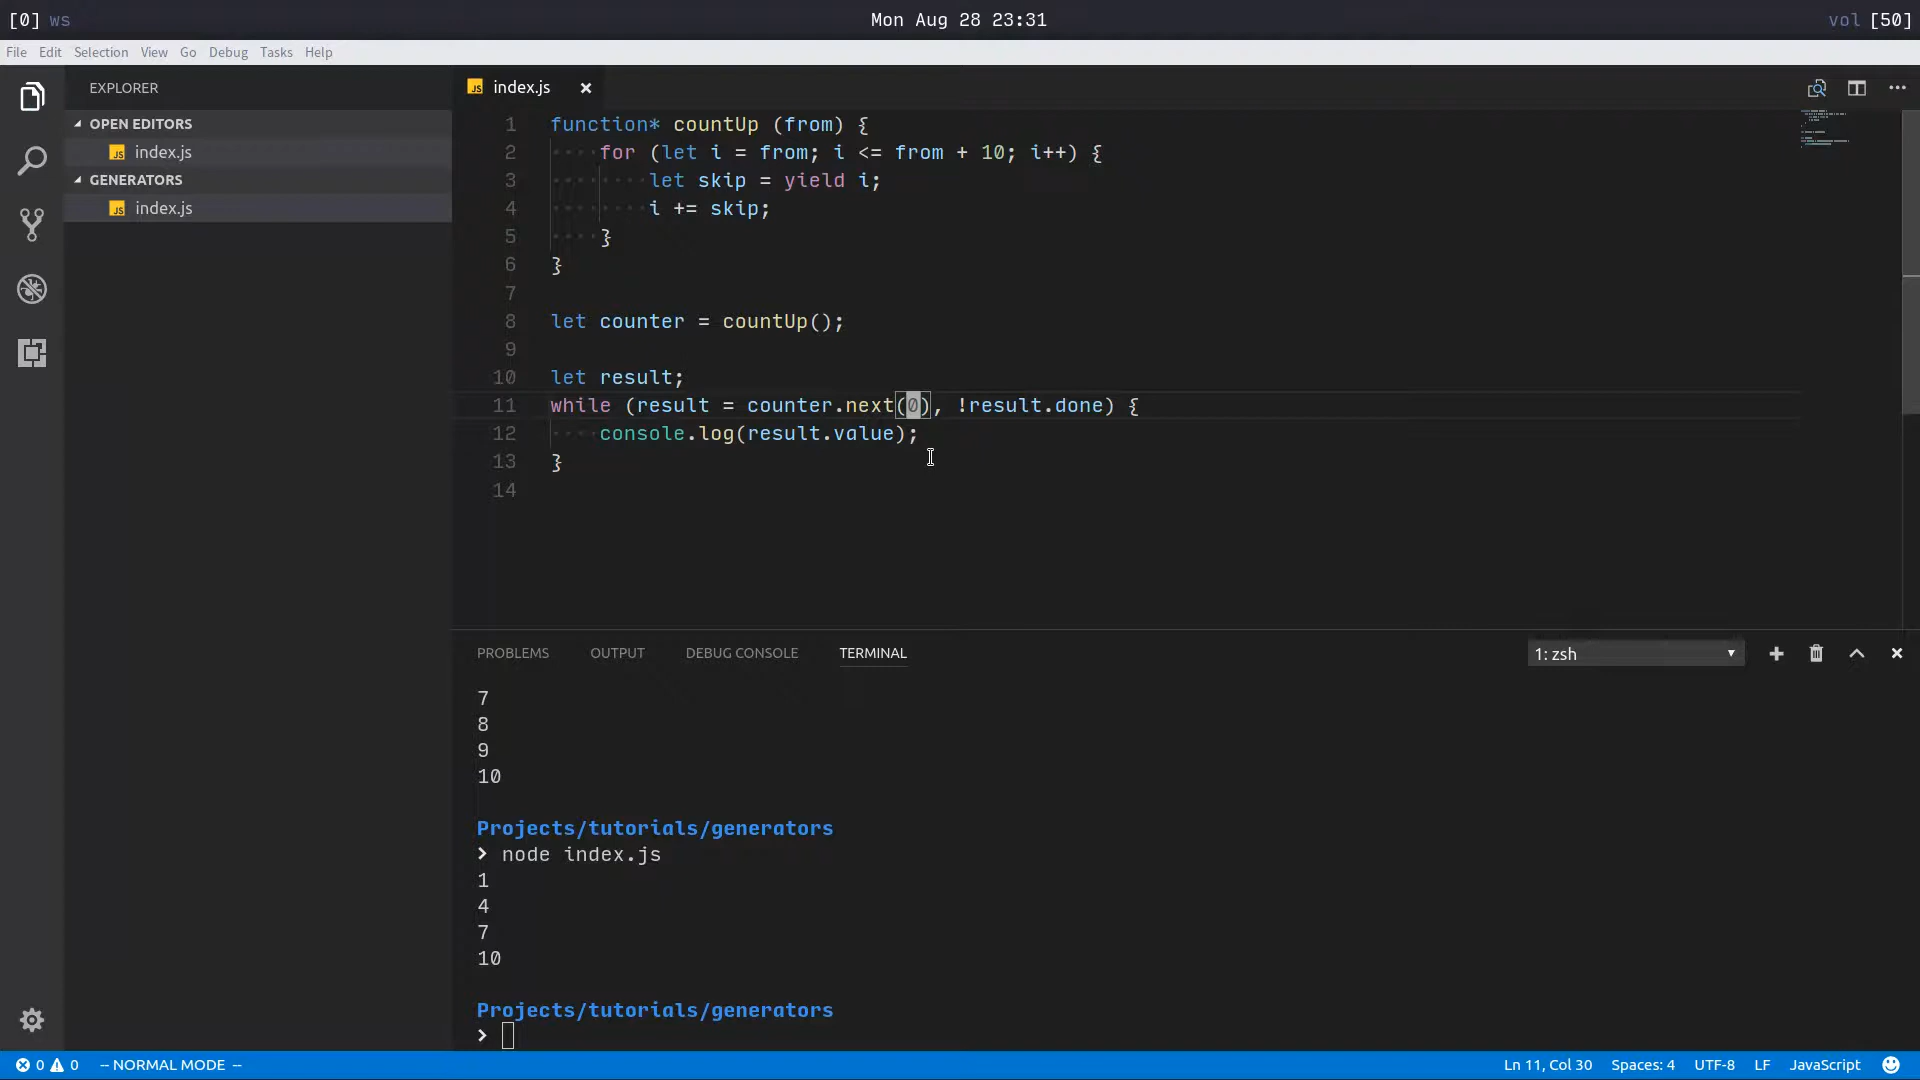 [0] ws
Mon Aug 28 23:31
vol [50]
File Edit Selection View Go Debug Tasks Help
EXPLORER
OPEN EDITORS
JS index.js
GENERATORS
JS index.js
JS index.js
1 function* countUp (from) {
2 ····for (let i = from; i <= from + 10; i++) {
3 ········let skip = yield i;
4 ········i += skip;
5 ····}
6 }
7
8 let counter = countUp();
9
10 let result;
11 while (result = counter.next(0), !result.done) {
12 ····console.log(result.value);
13 }
14
PROBLEMS OUTPUT DEBUG CONSOLE TERMINAL
1: zsh
7
8
9
10
Projects/tutorials/generators
❯ node index.js
1
4
7
10
Projects/tutorials/generators
❯
0 0 -- NORMAL MODE --
Ln 11, Col 30 Spaces: 4 UTF-8 LF JavaScript